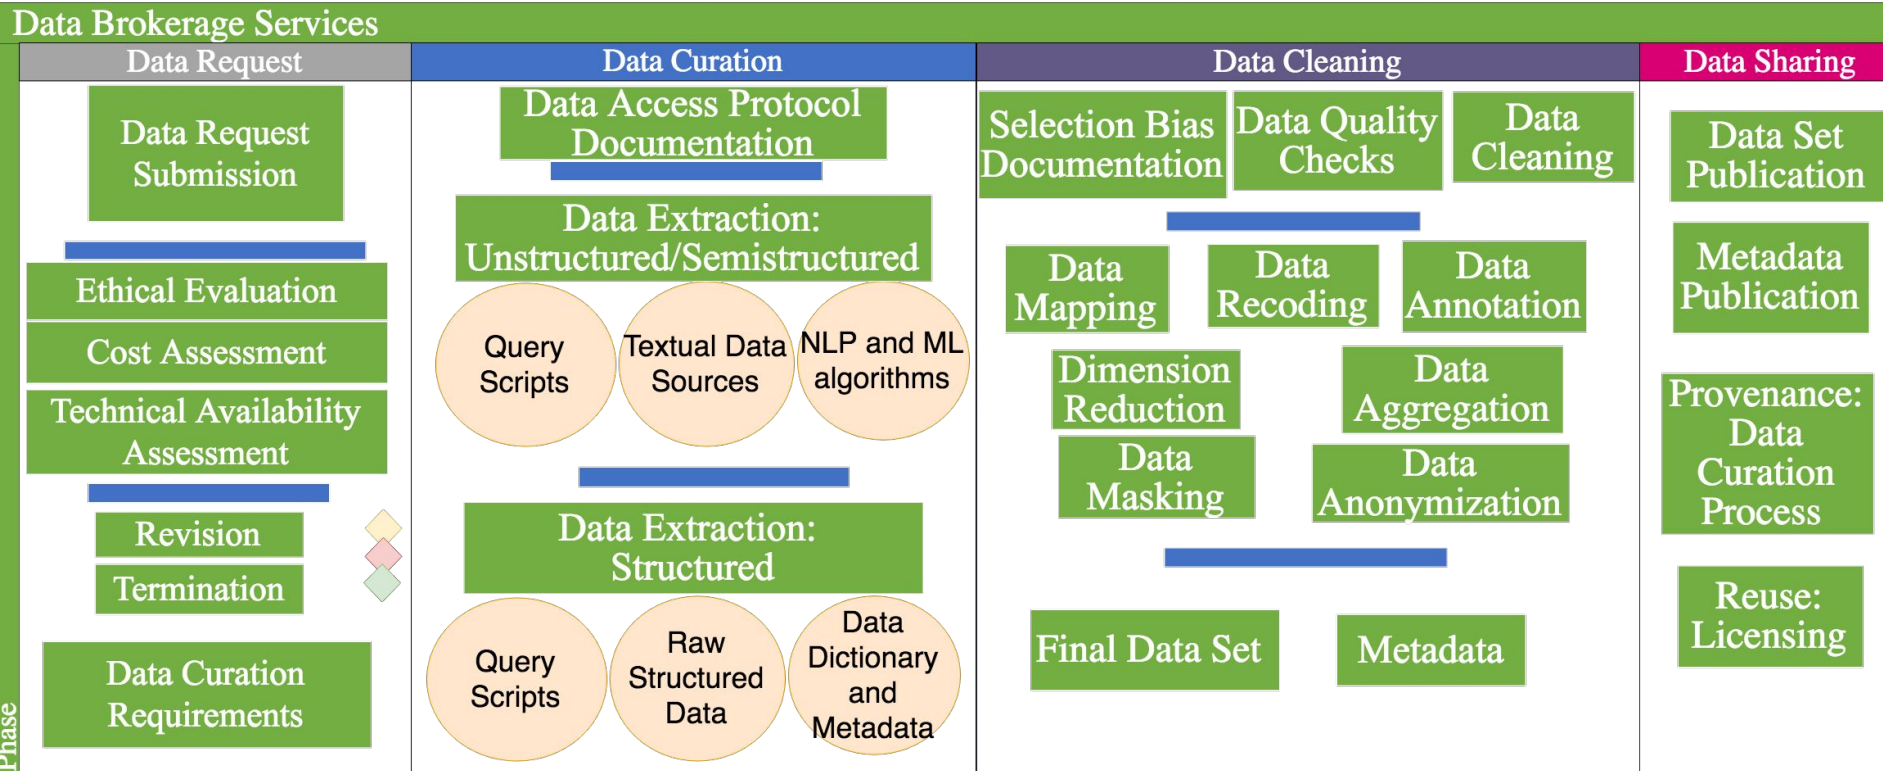 Data Brokerage Services
Data Request
Data Request
Submission
Ethical Evaluation
Cost Assessment
Technical Availability
Assessment
Revision
Termination
Data Curation
Requirements
Phase
Data Curation
Data Access Protocol
Documentation
Data Extraction:
Unstructured/Semistructured
Query
Scripts
Textual Data
Sources
NLP and ML
algorithms
Data Extraction:
Structured
Query
Scripts
Raw
Structured
Data
Data
Dictionary
and
Metadata
Data Cleaning
Selection Bias
Documentation
Data Quality
Checks
Data
Cleaning
Data
Mapping
Data
Recoding
Data
Annotation
Dimension
Reduction
Data
Aggregation
Data
Masking
Data
Anonymization
Final Data Set
Metadata
Data Sharing
Data Set
Publication
Metadata
Publication
Provenance:
Data
Curation
Process
Reuse:
Licensing